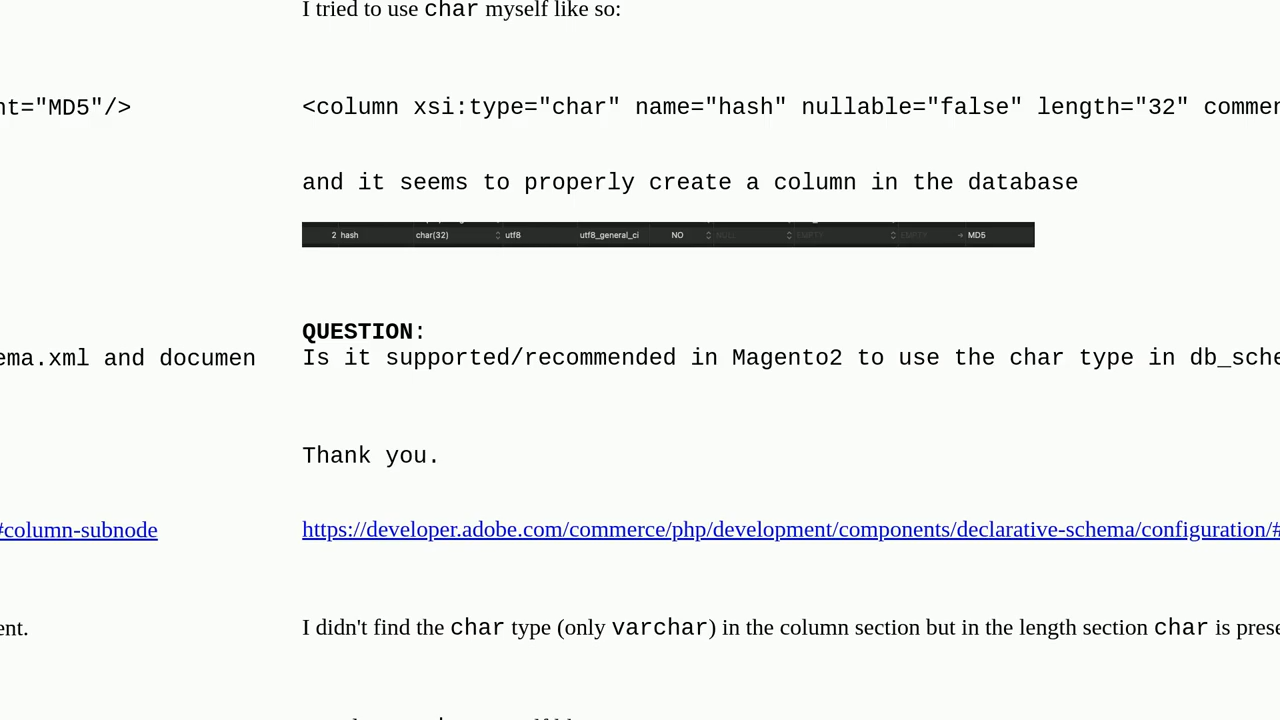 I tried to use char myself like so:
nt="MD5"/>
<column xsi:type="char" name="hash" nullable="false" length="32" commen
and it seems to properly create a column in the database
2 hash char(32) utf8 utf8_general_ci NO NULL EMPTY EMPTY MD5
QUESTION:
ema.xml and documen
Is it supported/recommended in Magento2 to use the char type in db_sche
Thank you.
#column-subnode
https://developer.adobe.com/commerce/php/development/components/declarative-schema/configuration/#
ent.
I didn't find the char type (only varchar) in the column section but in the length section char is prese